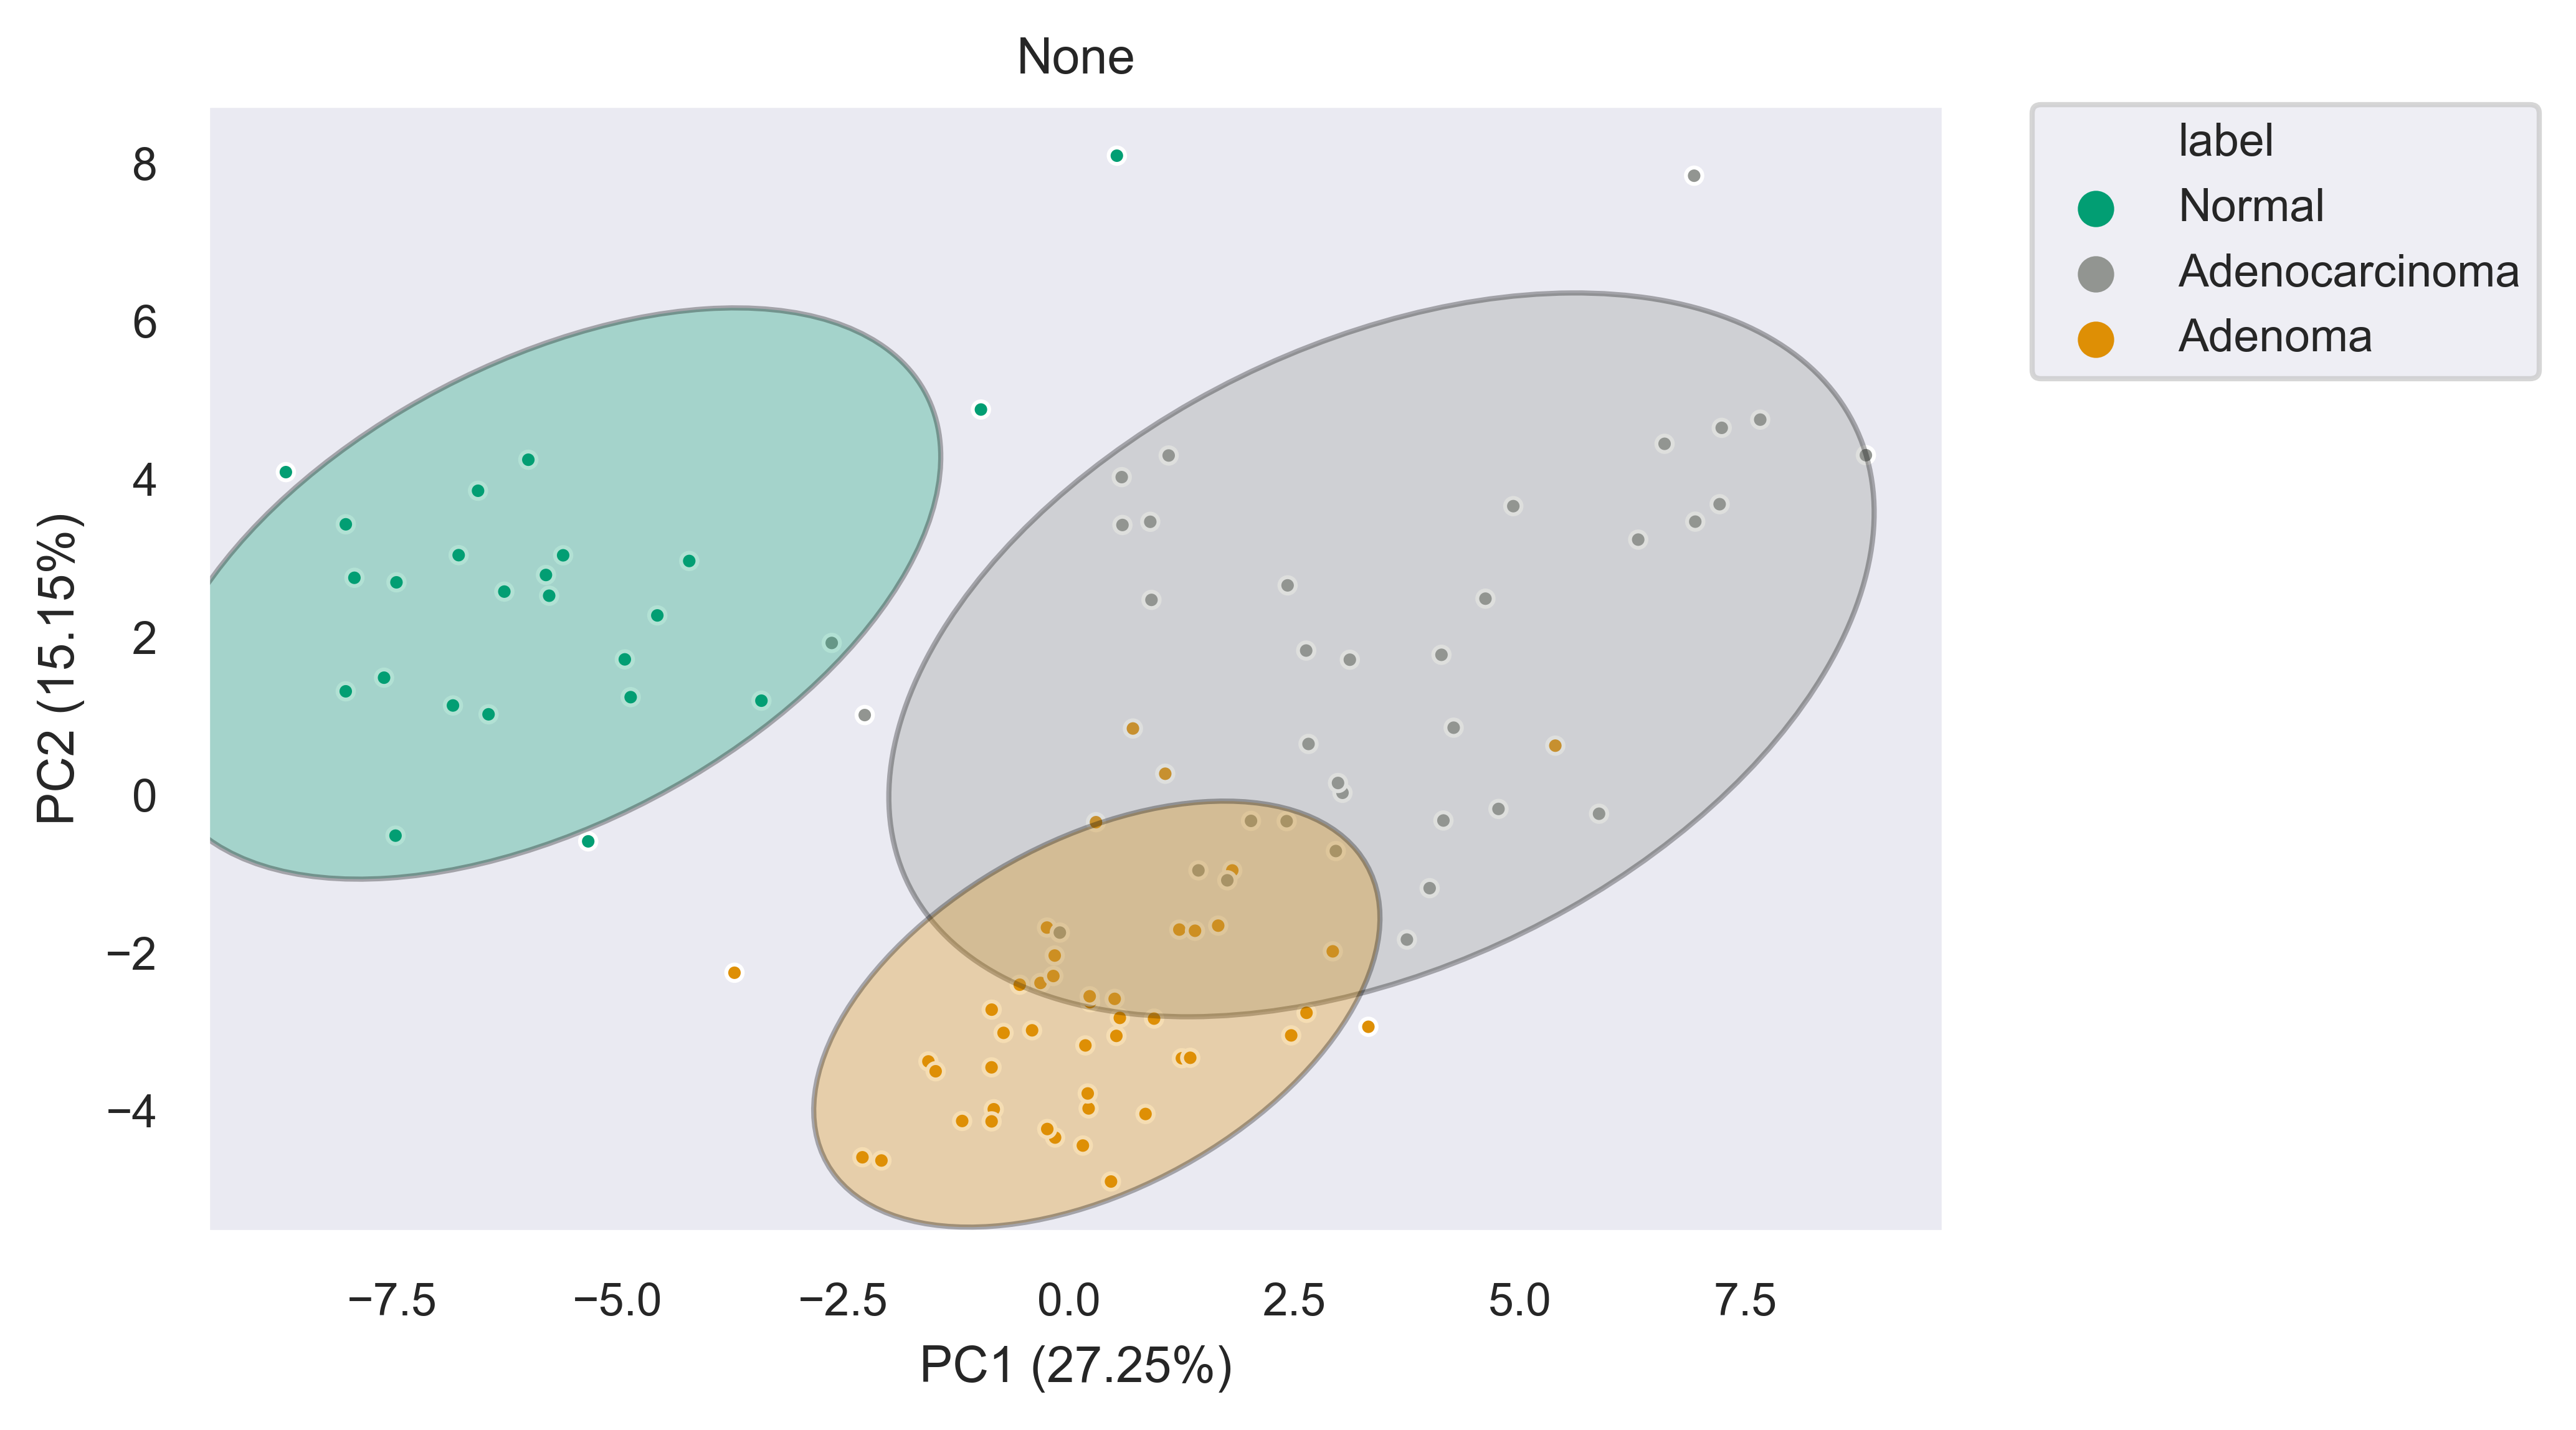 None
label
Normal
Adenocarcinoma
Adenoma
8
6
4
2
0
−2
−4
PC2 (15.15%)
−7.5 −5.0 −2.5 0.0 2.5 5.0 7.5
PC1 (27.25%)